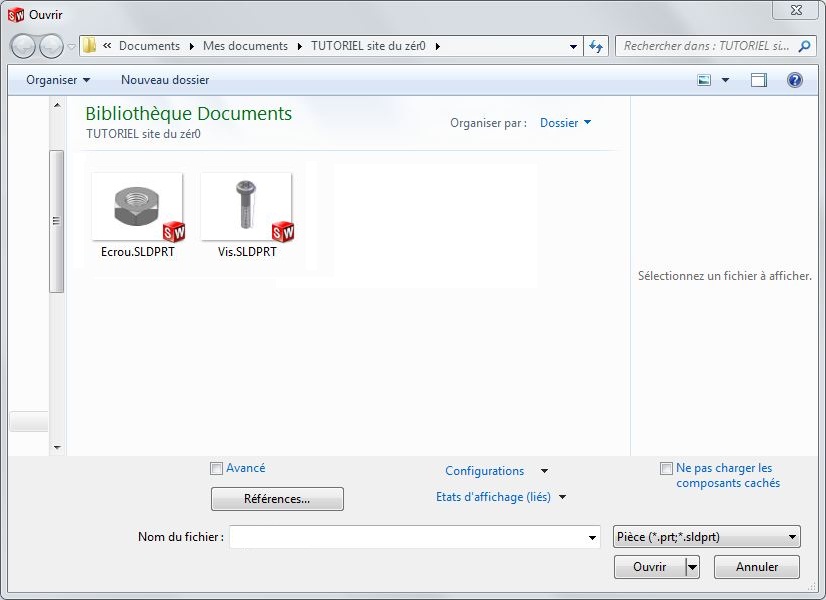 Ouvrir
« Documents Mes documents TUTORIEL site du zér0
Rechercher dans : TUTORIEL si...
Organiser Nouveau dossier
Bibliothèque Documents
TUTORIEL site du zér0
Organiser par : Dossier
SW SW
Ecrou.SLDPRT Vis.SLDPRT
Sélectionnez un fichier à afficher.
Avancé
Configurations
Ne pas charger les
composants cachés
Références...
Etats d'affichage (liés)
Nom du fichier :
Pièce (*.prt;*.sldprt)
Ouvrir Annuler